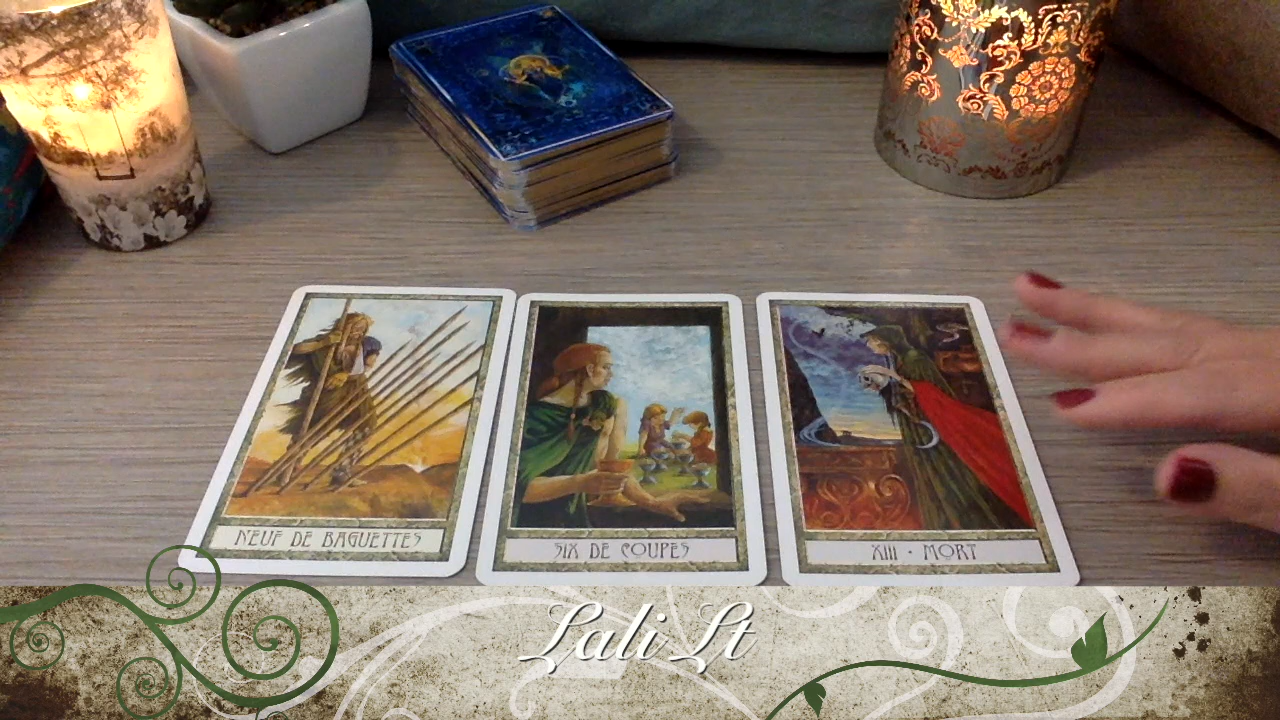 NEUF DE BAGUETTES
SIX DE COUPES
XIII • MORT
Lali Lt